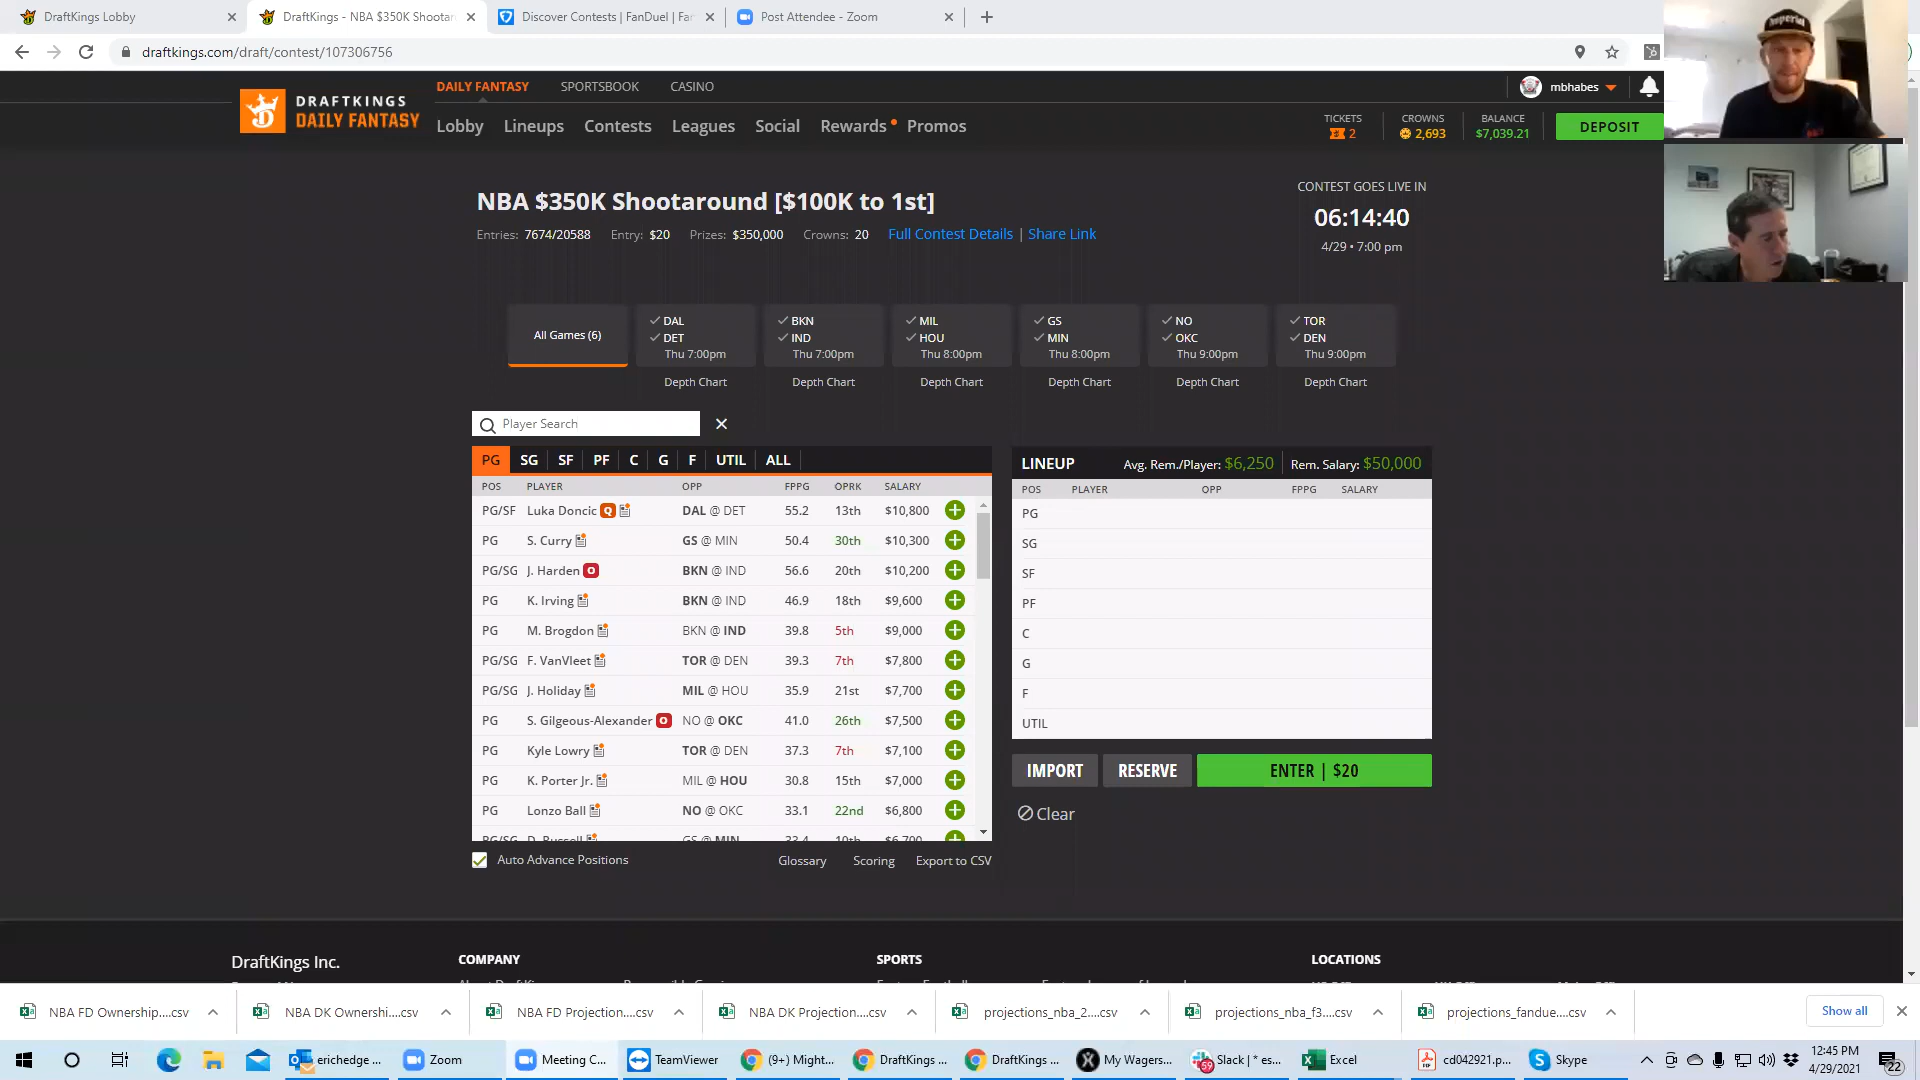 DraftKings Lobby
DraftKings - NBA $350K Shootar
Discover Contests | FanDuel | Fa
Post Attendee - Zoom
draftkings.com/draft/contest/107306756
DRAFTKINGS
DAILY FANTASY
DAILY FANTASY SPORTSBOOK CASINO
mbhabes
Lobby Lineups Contests Leagues Social Rewards Promos
TICKETS 2
CROWNS 2,693
BALANCE $7,039.21
DEPOSIT
Imperial
NBA $350K Shootaround [$100K to 1st]
Entries: 7674/20588 Entry: $20 Prizes: $350,000 Crowns: 20 Full Contest Details | Share Link
CONTEST GOES LIVE IN
06:14:40
4/29 • 7:00 pm
All Games (6)
DAL
DET
Thu 7:00pm
Depth Chart
BKN
IND
Thu 7:00pm
Depth Chart
MIL
HOU
Thu 8:00pm
Depth Chart
GS
MIN
Thu 8:00pm
Depth Chart
NO
OKC
Thu 9:00pm
Depth Chart
TOR
DEN
Thu 9:00pm
Depth Chart
Player Search
PG SG SF PF C G F UTIL ALL
POS PLAYER OPP FPPG OPRK SALARY
PG/SF Luka Doncic Q DAL @ DET 55.2 13th $10,800
PG S. Curry GS @ MIN 50.4 30th $10,300
PG/SG J. Harden O BKN @ IND 56.6 20th $10,200
PG K. Irving BKN @ IND 46.9 18th $9,600
PG M. Brogdon BKN @ IND 39.8 5th $9,000
PG/SG F. VanVleet TOR @ DEN 39.3 7th $7,800
PG/SG J. Holiday MIL @ HOU 35.9 21st $7,700
PG S. Gilgeous-Alexander O NO @ OKC 41.0 26th $7,500
PG Kyle Lowry TOR @ DEN 37.3 7th $7,100
PG K. Porter Jr. MIL @ HOU 30.8 15th $7,000
PG Lonzo Ball NO @ OKC 33.1 22nd $6,800
PG/SG D. Russell GS @ MIN 33.4 10th $6,700
Auto Advance Positions
Glossary Scoring Export to CSV
LINEUP Avg. Rem./Player: $6,250 Rem. Salary: $50,000
POS PLAYER OPP FPPG SALARY
PG
SG
SF
PF
C
G
F
UTIL
IMPORT RESERVE ENTER | $20
Clear
DraftKings Inc.
COMPANY
SPORTS
LOCATIONS
NBA FD Ownership....csv
NBA DK Ownershi....csv
NBA FD Projection....csv
NBA DK Projection....csv
projections_nba_2....csv
projections_nba_f3....csv
projections_fandue....csv
Show all
erichedge ...
Zoom
Meeting C...
TeamViewer
(9+) Might...
DraftKings ...
DraftKings ...
My Wagers...
Slack | * es...
59
Excel
cd042921.p...
Skype
12:45 PM
4/29/2021
22